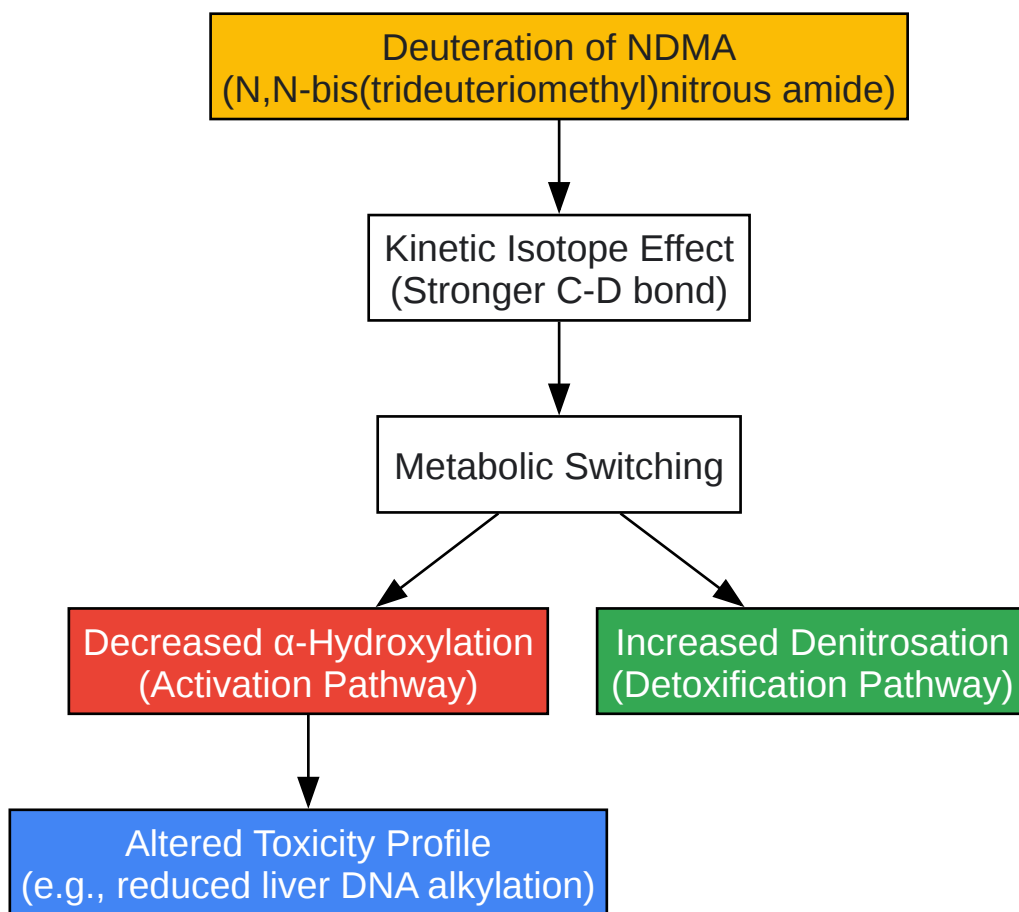 Deuteration of NDMA
(N,N-bis(trideuteriomethyl)nitrous amide)
Kinetic Isotope Effect
(Stronger C-D bond)
Metabolic Switching
Decreased α-Hydroxylation
(Activation Pathway)
Increased Denitrosation
(Detoxification Pathway)
Altered Toxicity Profile
(e.g., reduced liver DNA alkylation)